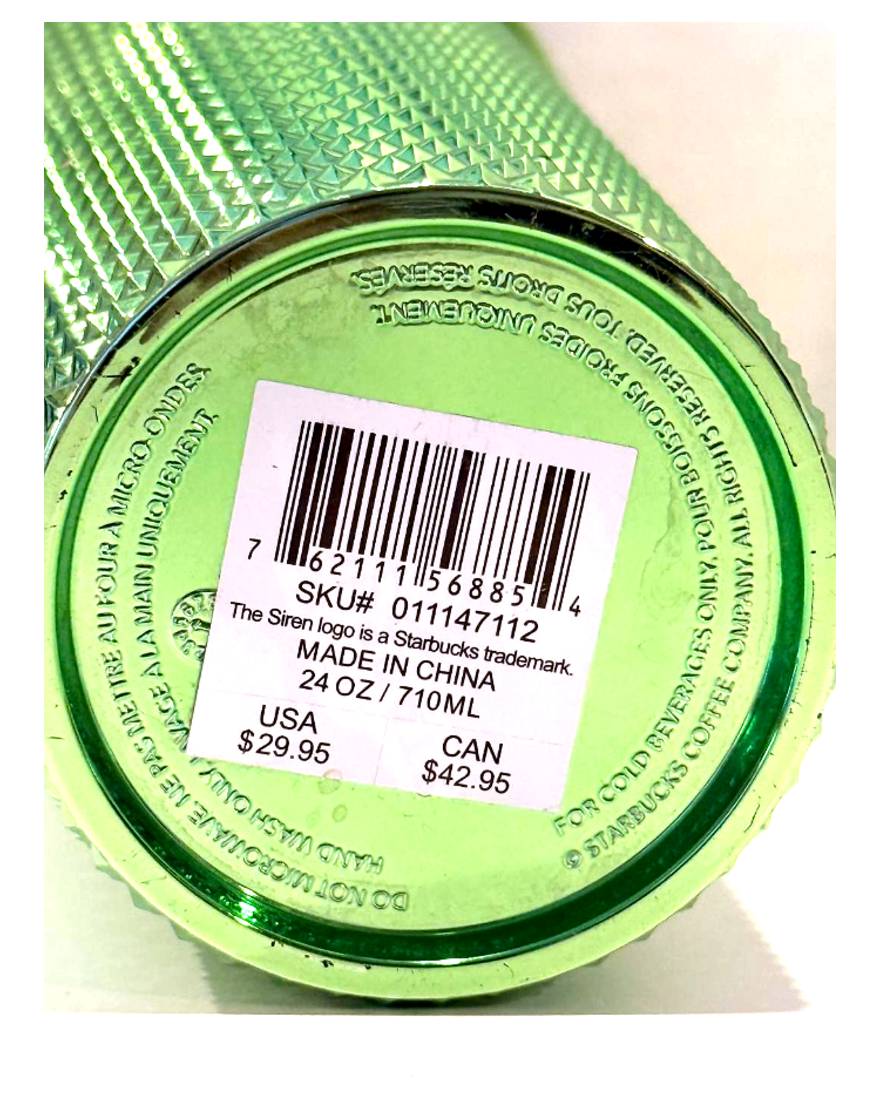 7 62111 56885 4
SKU# 011147112
The Siren logo is a Starbucks trademark.
MADE IN CHINA
24 OZ / 710ML
USA
$29.95
CAN
$42.95
DO NOT MICROWAVE. NE PAS METTRE AU FOUR À MICRO-ONDES.
HAND WASH ONLY. À LA MAIN UNIQUEMENT.
FOR COLD BEVERAGES ONLY. POUR BOISSONS FROIDES UNIQUEMENT.
© STARBUCKS COFFEE COMPANY. ALL RIGHTS RESERVED. TOUS DROITS RÉSERVÉS.